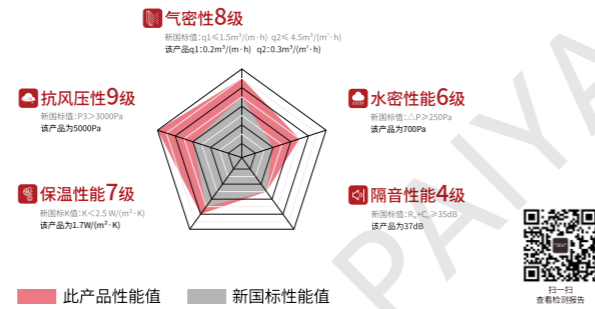 气密性8级
新国标值:q1≤1.5m³/(m·h) q2≤4.5m³/(m²·h)
该产品q1:0.2m³/(m·h) q2:0.3m³/(m²·h)
抗风压性9级
新国标值:P3>3000Pa
该产品为5000Pa
水密性能6级
新国标值:△P≥250Pa
该产品为700Pa
保温性能7级
新国标K值:K<2.5 W/(m²·K)
该产品为1.7W/(m²·K)
隔音性能4级
新国标值:Rw+Ctr≥35dB
该产品为37dB
此产品性能值
新国标性能值
扫一扫
查看检测报告
PAIYA